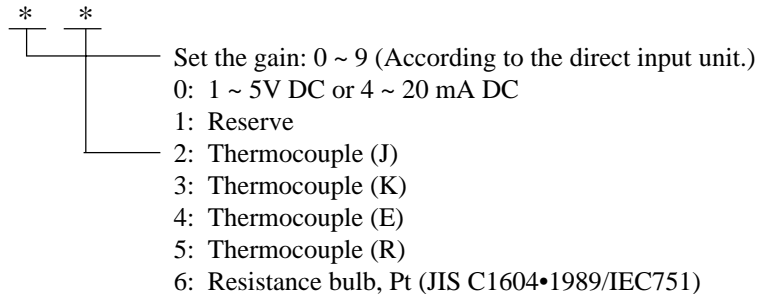 * *
Set the gain: 0 ~ 9 (According to the direct input unit.)
0: 1 ~ 5V DC or 4 ~ 20 mA DC
1: Reserve
2: Thermocouple (J)
3: Thermocouple (K)
4: Thermocouple (E)
5: Thermocouple (R)
6: Resistance bulb, Pt (JIS C1604•1989/IEC751)